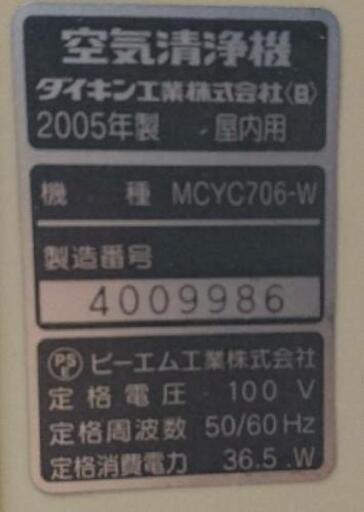 空気清浄機
ダイキン工業株式会社〈B〉
2005年製 屋内用
機種 MCYC706-W
製造番号
4009986
PS E ピーエム工業株式会社
定格電圧 100 V
定格周波数 50/60 Hz
定格消費電力 36.5 W